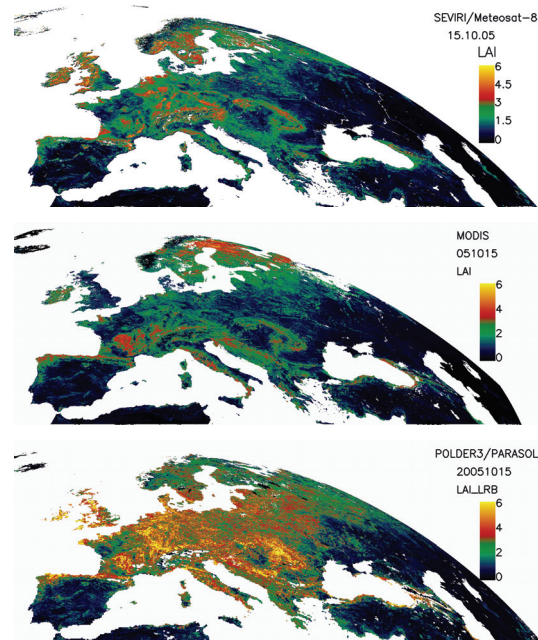 SEVIRI/Meteosat-8
15.10.05
LAI
6
4.5
3
1.5
0
MODIS
051015
LAI
6
4
2
0
POLDER3/PARASOL
20051015
LAI_LRB
6
4
2
0